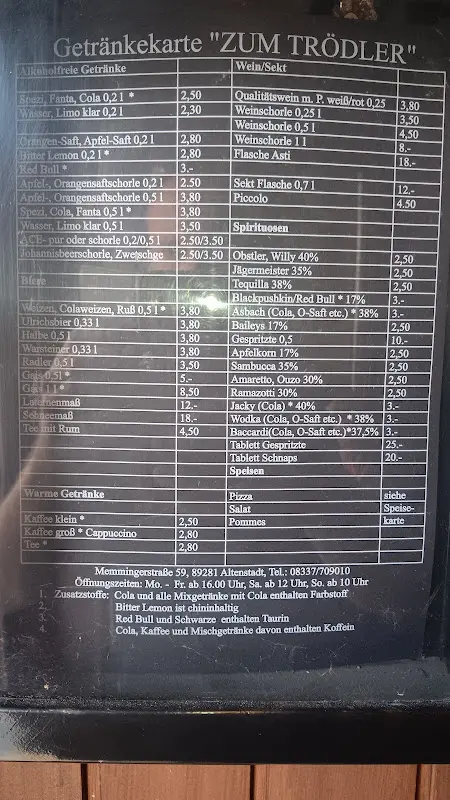 Getränkekarte "ZUM TRÖDLER"
Alkoholfreie Getränke
Spezi, Fanta, Cola 0,2 l * 2,50
Wasser, Limo klar 0,2 l 2,30
Orangen-Saft, Apfel-Saft 0,2 l 2,80
Bitter Lemon 0,2 l * 2,80
Red Bull * 3.-
Apfel-, Orangensaftschorle 0,2 l 2.50
Apfel-, Orangensaftschorle 0,5 l 3,80
Spezi, Cola, Fanta 0,5 l * 3,80
Wasser, Limo klar 0,5 l 3,50
ACE- pur oder schorle 0,2/0,5 l 2.50/3.50
Johannisbeerschorle, Zwetschge 2.50/3.50
Biere
Weizen, Colaweizen, Ruß 0,5 l * 3,80
Ulrichsbier 0,33 l 3,80
Halbe 0,5 l 3,80
Warsteiner 0,33 l 3,80
Radler 0,5 l 3,50
Gais 0,5l * 5.-
Gais 1 l * 8,50
Laternenmaß 12.-
Schneemaß 18.-
Tee mit Rum 4,50
Warme Getränke
Kaffee klein * 2,50
Kaffee groß * Cappuccino 2,80
Tee * 2,80
Wein/Sekt
Qualitätswein m. P. weiß/rot 0,25 3,80
Weinschorle 0,25 l 3,50
Weinschorle 0,5 l 4,50
Weinschorle 1 l 8.-
Flasche Asti 18.-
Sekt Flasche 0,7 l 12.-
Piccolo 4.50
Spirituosen
Obstler, Willy 40% 2,50
Jägermeister 35% 2,50
Tequilla 38% 2,50
Blackpushkin/Red Bull * 17% 3.-
Asbach (Cola, O-Saft etc.) * 38% 3.-
Baileys 17% 2,50
Gespritzte 0,5 10.-
Apfelkorn 17% 2,50
Sambucca 35% 2,50
Amaretto, Ouzo 30% 2,50
Ramazotti 30% 2,50
Jacky (Cola) * 40% 3.-
Wodka (Cola, O-Saft etc.) * 38% 3.-
Baccardi(Cola, O-Saft etc.)*37,5% 3.-
Tablett Gespritzte 25.-
Tablett Schnaps 20.-
Speisen
Pizza siehe
Salat Speise-
Pommes karte
Memmingerstraße 59, 89281 Altenstadt, Tel.: 08337/709010
Öffnungszeiten: Mo. - Fr. ab 16.00 Uhr, Sa. ab 12 Uhr, So. ab 10 Uhr
1. Zusatzstoffe: Cola und alle Mixgetränke mit Cola enthalten Farbstoff
2. Bitter Lemon ist chininhaltig
3. Red Bull und Schwarze enthalten Taurin
4. Cola, Kaffee und Mischgetränke davon enthalten Koffein